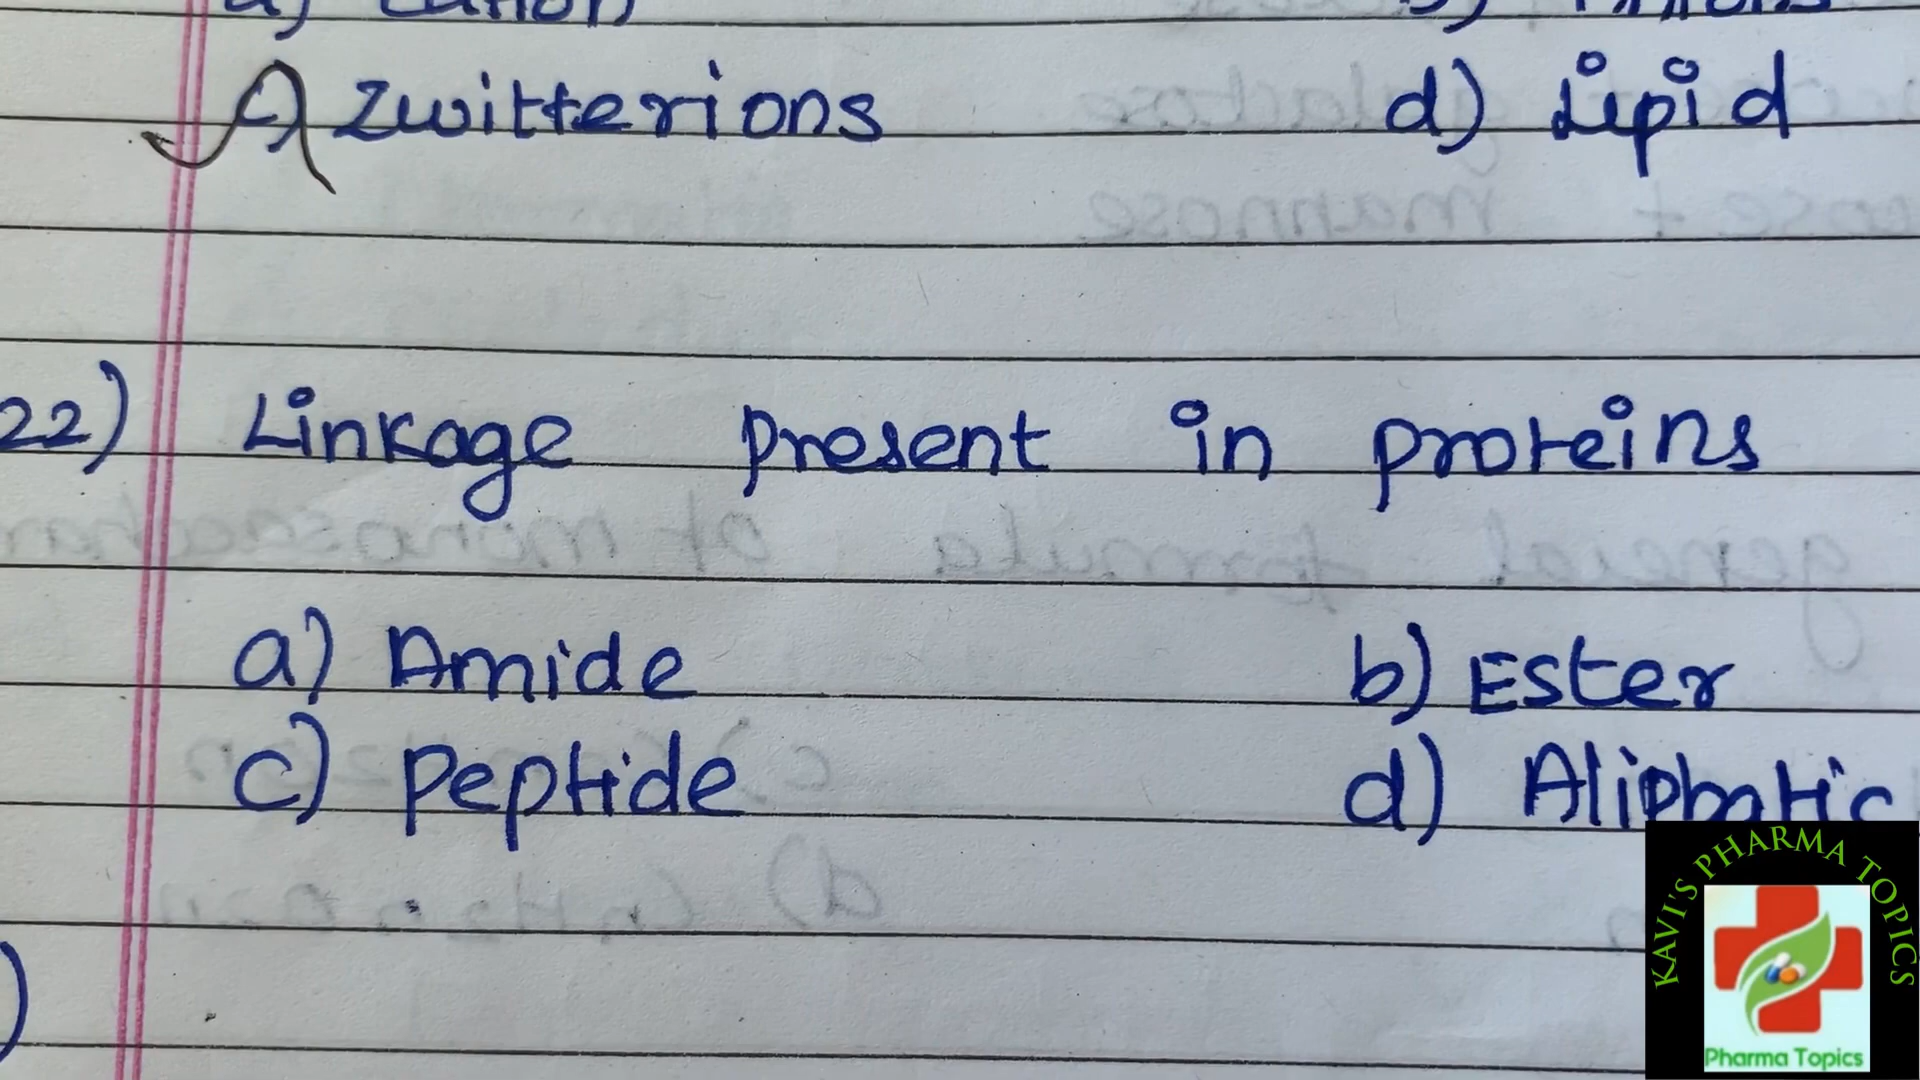 c) Zwitterions d) Lipid
22) Linkage present in proteins
a) Amide b) Ester
c) Peptide d) Aliphatic
KAVI'S PHARMA TOPICS
Pharma Topics